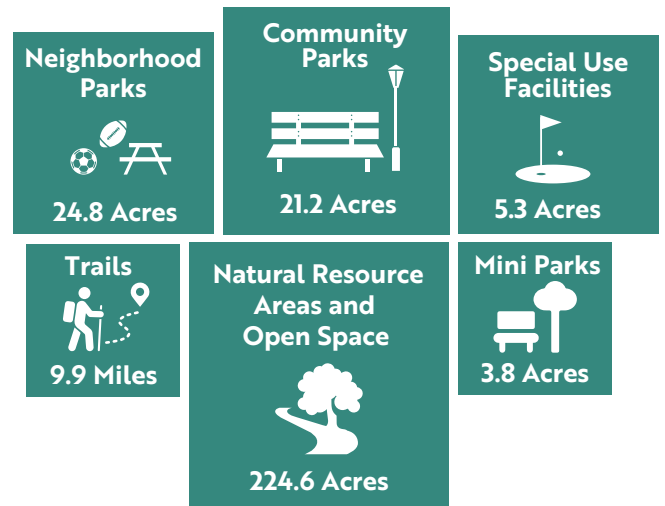 Neighborhood
Parks
24.8 Acres
Community
Parks
21.2 Acres
Special Use
Facilities
5.3 Acres
Trails
9.9 Miles
Natural Resource
Areas and
Open Space
224.6 Acres
Mini Parks
3.8 Acres